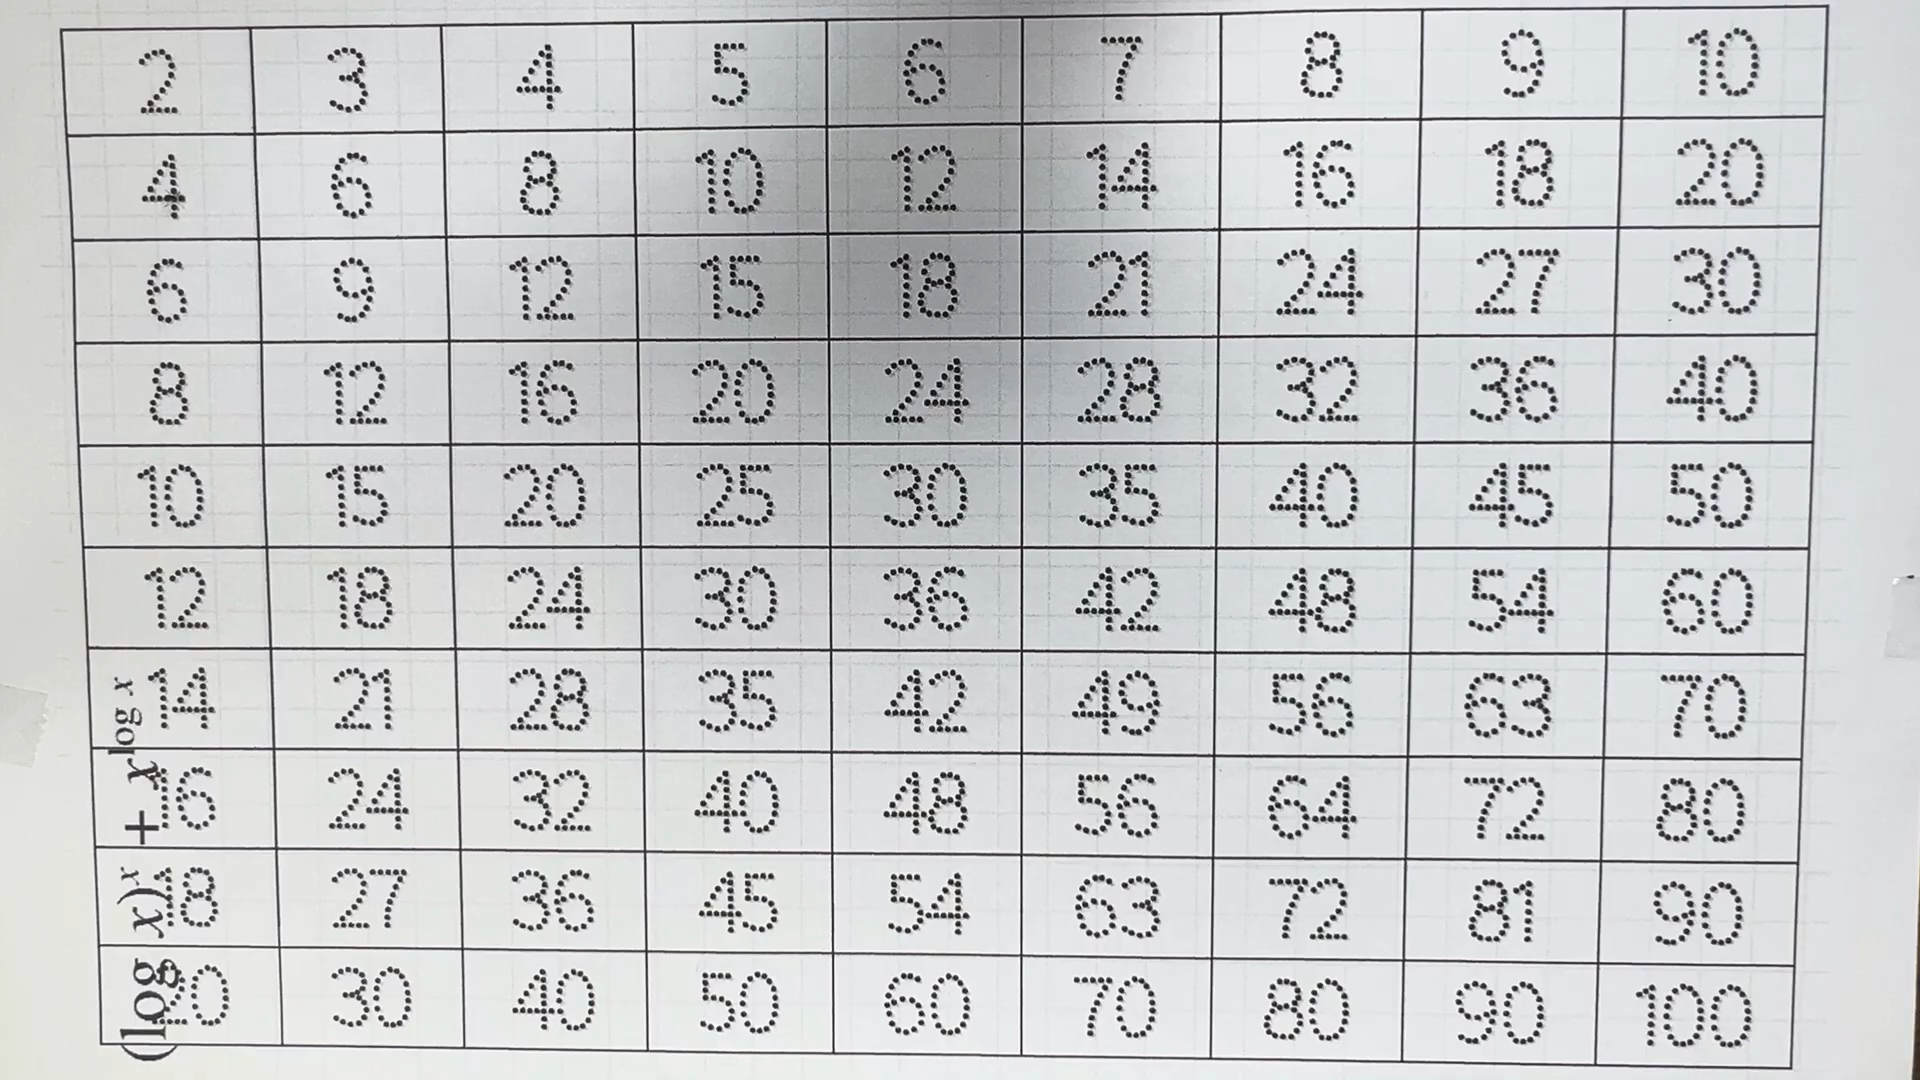 2 3 4 5 6 7 8 9 10
4 6 8 10 12 14 16 18 20
6 9 12 15 18 21 24 27 30
8 12 16 20 24 28 32 36 40
10 15 20 25 30 35 40 45 50
12 18 24 30 36 42 48 54 60
14 21 28 35 42 49 56 63 70
16 24 32 40 48 56 64 72 80
18 27 36 45 54 63 72 81 90
20 30 40 50 60 70 80 90 100
(log x)^x + x^{log x}